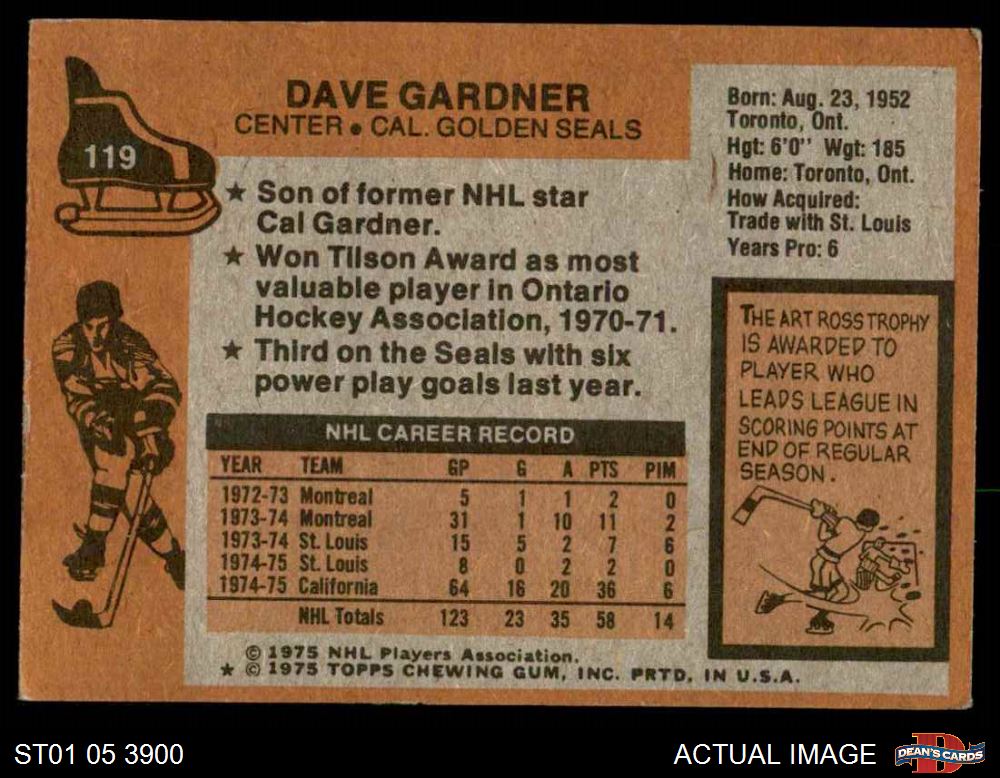 119
DAVE GARDNER
CENTER • CAL. GOLDEN SEALS
★ Son of former NHL star
Cal Gardner.
★ Won Tilson Award as most
valuable player in Ontario
Hockey Association, 1970-71.
★ Third on the Seals with six
power play goals last year.
Born: Aug. 23, 1952
Toronto, Ont.
Hgt: 6'0" Wgt: 185
Home: Toronto, Ont.
How Acquired:
Trade with St. Louis
Years Pro: 6
THE ART ROSS TROPHY
IS AWARDED TO
PLAYER WHO
LEADS LEAGUE IN
SCORING POINTS AT
END OF REGULAR
SEASON.
NHL CAREER RECORD
YEAR TEAM GP G A PTS PIM
1972-73 Montreal 5 1 1 2 0
1973-74 Montreal 31 1 10 11 2
1973-74 St. Louis 15 5 2 7 6
1974-75 St. Louis 8 0 2 2 0
1974-75 California 64 16 20 36 6
NHL Totals 123 23 35 58 14
© 1975 NHL Players Association.
★ © 1975 TOPPS CHEWING GUM, INC. PRTD. IN U.S.A.
ST01 05 3900
ACTUAL IMAGE
D
DEAN'S CARDS